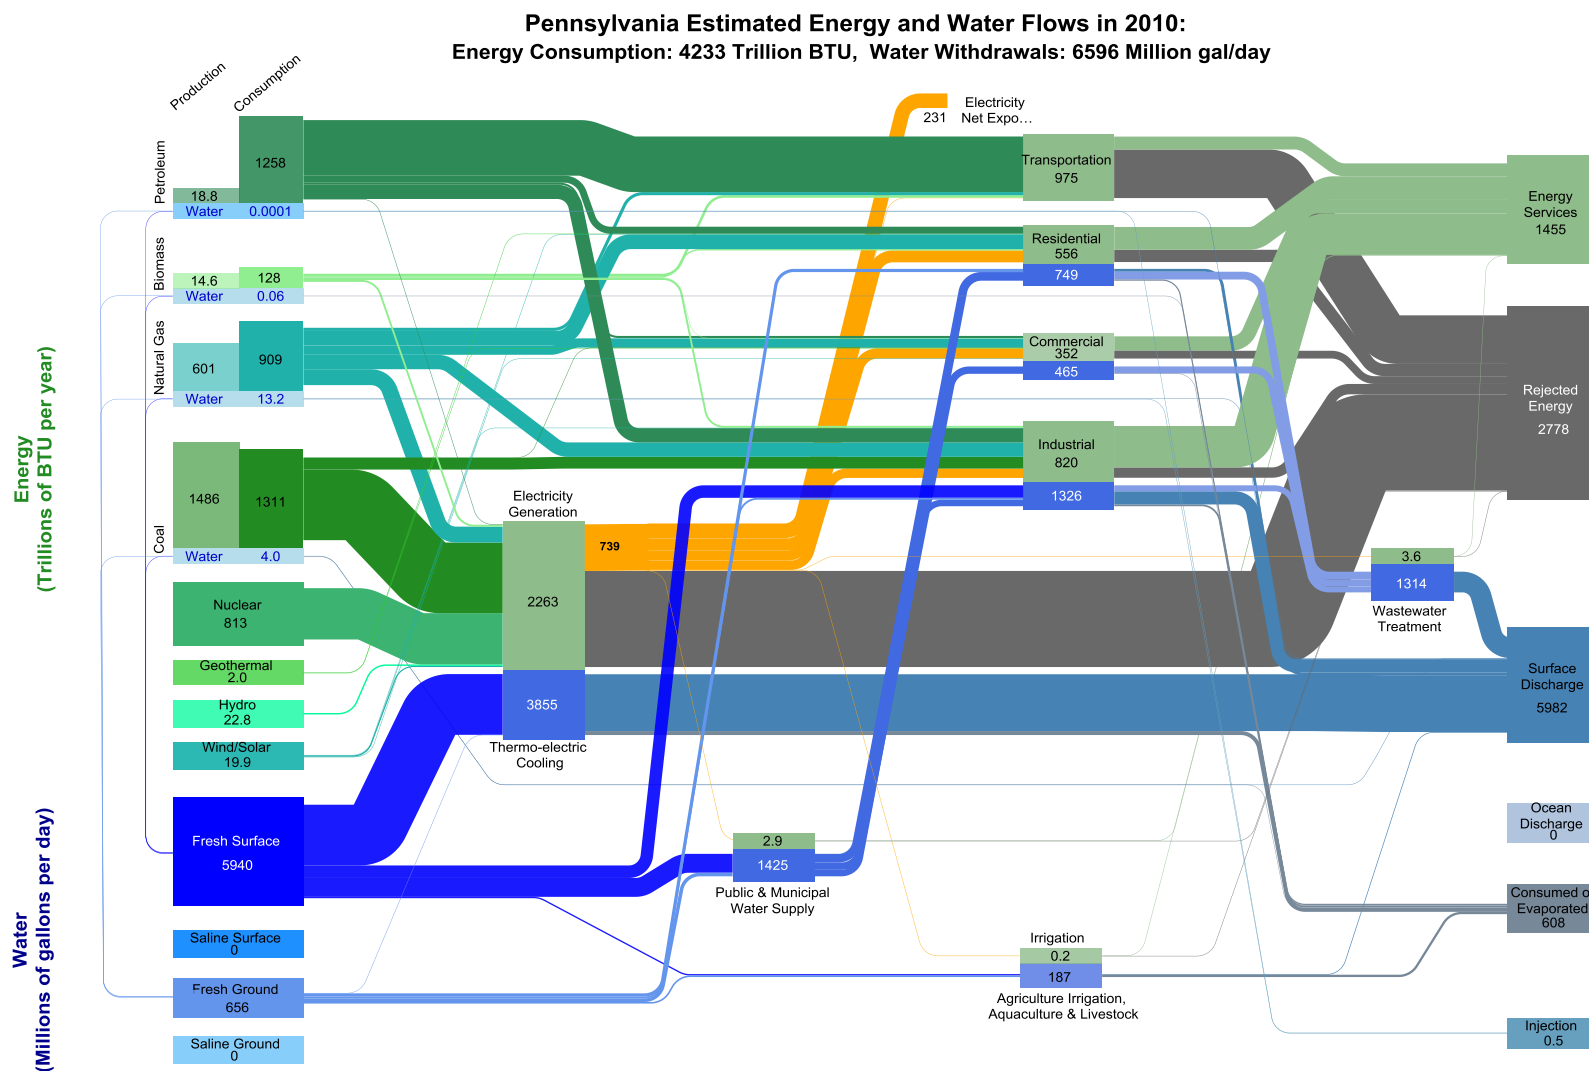 Pennsylvania Estimated Energy and Water Flows in 2010:
Energy Consumption: 4233 Trillion BTU,  Water Withdrawals: 6596 Million gal/day
Production
Consumption
Energy
(Trillions of BTU per year)
Water
(Millions of gallons per day)
Petroleum
18.8
1258
Water
0.0001
Biomass
14.6
128
Water
0.06
Natural Gas
601
909
Water
13.2
Coal
1486
1311
Water
4.0
Nuclear
813
Geothermal
2.0
Hydro
22.8
Wind/Solar
19.9
Fresh Surface
5940
Saline Surface
0
Fresh Ground
656
Saline Ground
0
Electricity
Generation
739
2263
3855
Thermo-electric
Cooling
2.9
1425
Public & Municipal
Water Supply
231
Electricity
Net Expo…
Transportation
975
Residential
556
749
Commercial
352
465
Industrial
820
1326
Irrigation
0.2
187
Agriculture Irrigation,
Aquaculture & Livestock
3.6
1314
Wastewater
Treatment
Energy
Services
1455
Rejected
Energy
2778
Surface
Discharge
5982
Ocean
Discharge
0
Consumed o
Evaporated
608
Injection
0.5